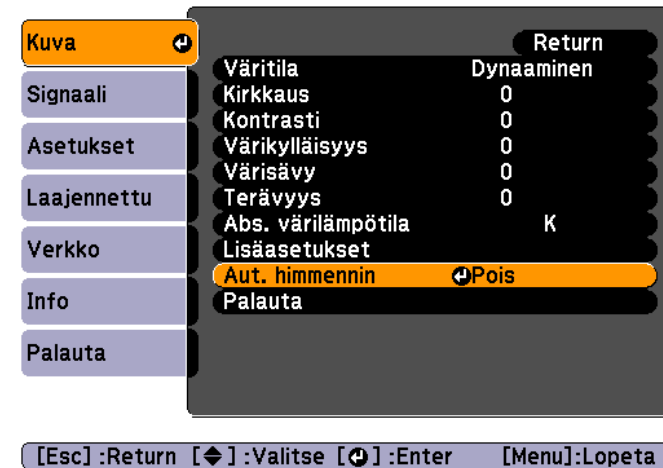 Kuva
Signaali
Asetukset
Laajennettu
Verkko
Info
Palauta
Return
Väritila Dynaaminen
Kirkkaus 0
Kontrasti 0
Värikylläisyys 0
Värisävy 0
Terävyys 0
Abs. värilämpötila K
Lisäasetukset
Aut. himmennin Pois
Palauta
[Esc] :Return [◆] :Valitse [↵] :Enter [Menu]:Lopeta